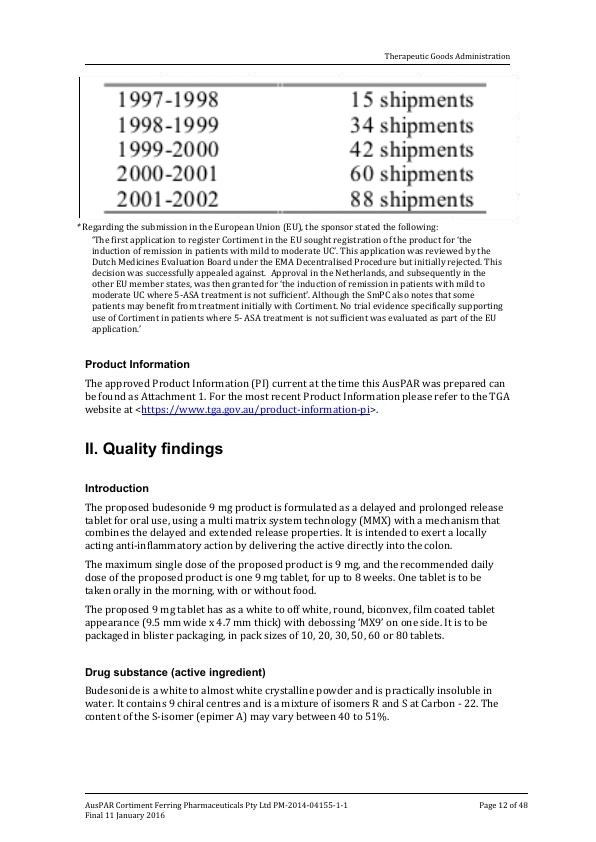 Therapeutic Goods Administration
1997-1998 15 shipments
1998-1999 34 shipments
1999-2000 42 shipments
2000-2001 60 shipments
2001-2002 88 shipments
*Regarding the submission in the European Union (EU), the sponsor stated the following:
‘The first application to register Cortiment in the EU sought registration of the product for ‘the
induction of remission in patients with mild to moderate UC’. This application was reviewed by the
Dutch Medicines Evaluation Board under the EMA Decentralised Procedure but initially rejected. This
decision was successfully appealed against. Approval in the Netherlands, and subsequently in the
other EU member states, was then granted for ‘the induction of remission in patients with mild to
moderate UC where 5-ASA treatment is not sufficient’. Although the SmPC also notes that some
patients may benefit from treatment initially with Cortiment. No trial evidence specifically supporting
use of Cortiment in patients where 5- ASA treatment is not sufficient was evaluated as part of the EU
application.’
Product Information
The approved Product Information (PI) current at the time this AusPAR was prepared can
be found as Attachment 1. For the most recent Product Information please refer to the TGA
website at <https://www.tga.gov.au/product-information-pi>.
II. Quality findings
Introduction
The proposed budesonide 9 mg product is formulated as a delayed and prolonged release
tablet for oral use, using a multi matrix system technology (MMX) with a mechanism that
combines the delayed and extended release properties. It is intended to exert a locally
acting anti-inflammatory action by delivering the active directly into the colon.
The maximum single dose of the proposed product is 9 mg, and the recommended daily
dose of the proposed product is one 9 mg tablet, for up to 8 weeks. One tablet is to be
taken orally in the morning, with or without food.
The proposed 9 mg tablet has as a white to off white, round, biconvex, film coated tablet
appearance (9.5 mm wide x 4.7 mm thick) with debossing ‘MX9’ on one side. It is to be
packaged in blister packaging, in pack sizes of 10, 20, 30, 50, 60 or 80 tablets.
Drug substance (active ingredient)
Budesonide is a white to almost white crystalline powder and is practically insoluble in
water. It contains 9 chiral centres and is a mixture of isomers R and S at Carbon - 22. The
content of the S-isomer (epimer A) may vary between 40 to 51%.
AusPAR Cortiment Ferring Pharmaceuticals Pty Ltd PM-2014-04155-1-1 Page 12 of 48
Final 11 January 2016